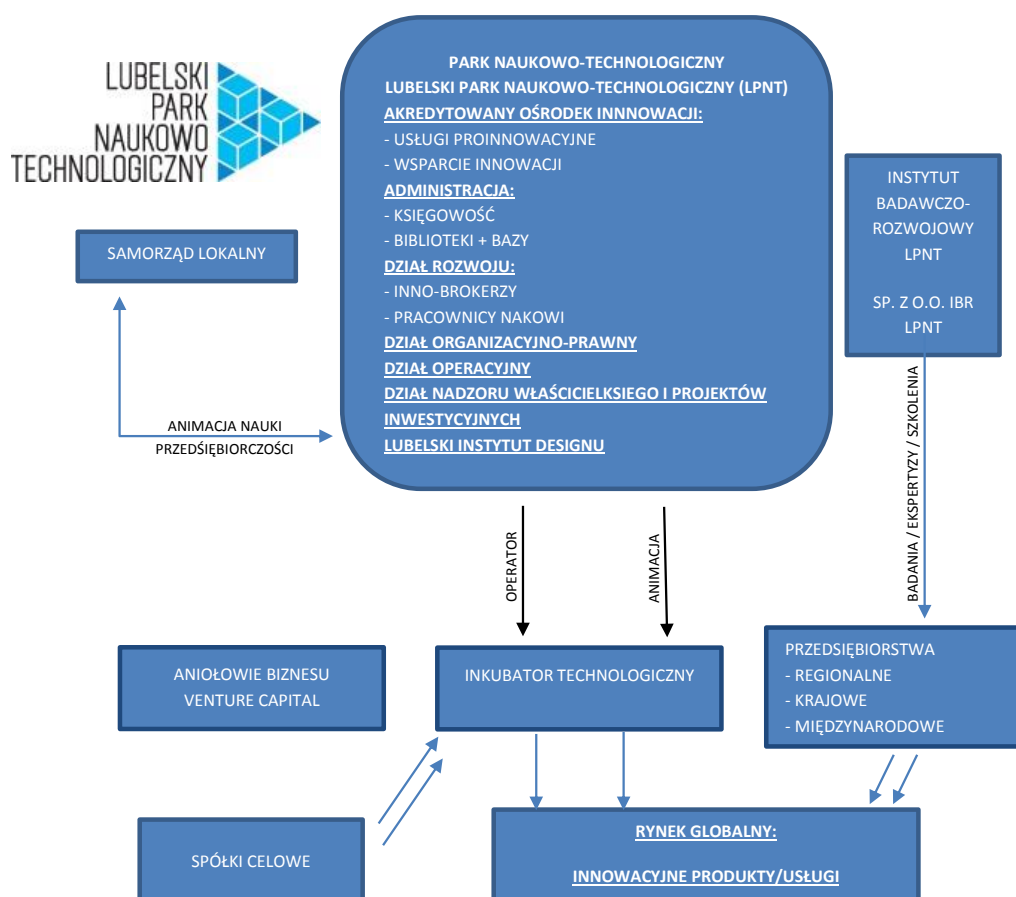 LUBELSKI
PARK
NAUKOWO
TECHNOLOGICZNY
PARK NAUKOWO-TECHNOLOGICZNY
LUBELSKI PARK NAUKOWO-TECHNOLOGICZNY (LPNT)
AKREDYTOWANY OŚRODEK INNNOWACJI:
- USŁUGI PROINNOWACYJNE
- WSPARCIE INNOWACJI
ADMINISTRACJA:
- KSIĘGOWOŚĆ
- BIBLIOTEKI + BAZY
DZIAŁ ROZWOJU:
- INNO-BROKERZY
- PRACOWNICY NAKOWI
DZIAŁ ORGANIZACYJNO-PRAWNY
DZIAŁ OPERACYJNY
DZIAŁ NADZORU WŁAŚCICIELKSIEGO I PROJEKTÓW
INWESTYCYJNYCH
LUBELSKI INSTYTUT DESIGNU
INSTYTUT
BADAWCZO-
ROZWOJOWY
LPNT
SP. Z O.O. IBR
LPNT
SAMORZĄD LOKALNY
ANIMACJA NAUKI
PRZEDŚIĘBIORCZOŚCI
OPERATOR
ANIMACJA
BADANIA / EKSPERTYZY / SZKOLENIA
ANIOŁOWIE BIZNESU
VENTURE CAPITAL
INKUBATOR TECHNOLOGICZNY
PRZEDSIĘBIORSTWA
- REGIONALNE
- KRAJOWE
- MIĘDZYNARODOWE
SPÓŁKI CELOWE
RYNEK GLOBALNY:
INNOWACYJNE PRODUKTY/USŁUGI